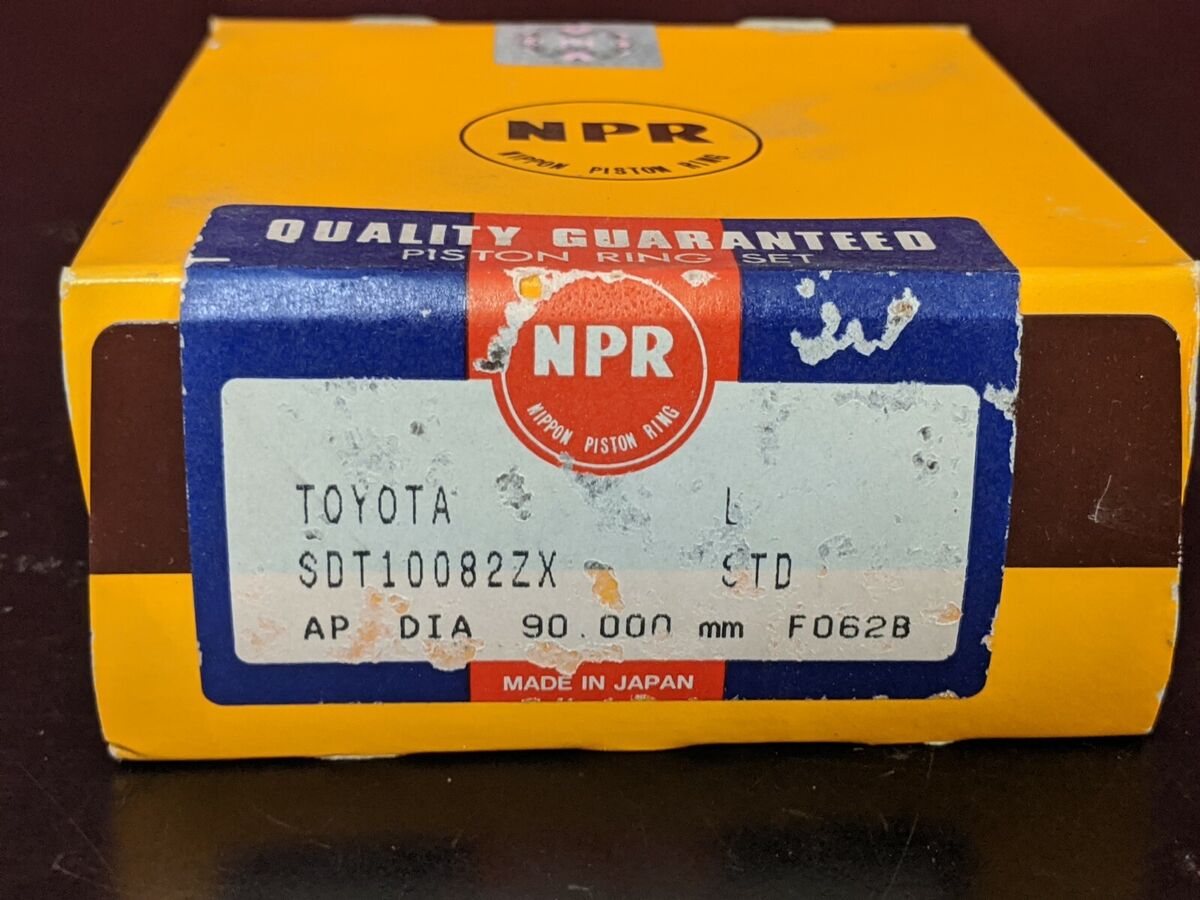 NPR
NIPPON PISTON RING
QUALITY GUARANTEED
PISTON RING SET
NPR
NIPPON PISTON RING
TOYOTA L
SDT10082ZX STD
AP DIA 90.000 mm F062B
MADE IN JAPAN